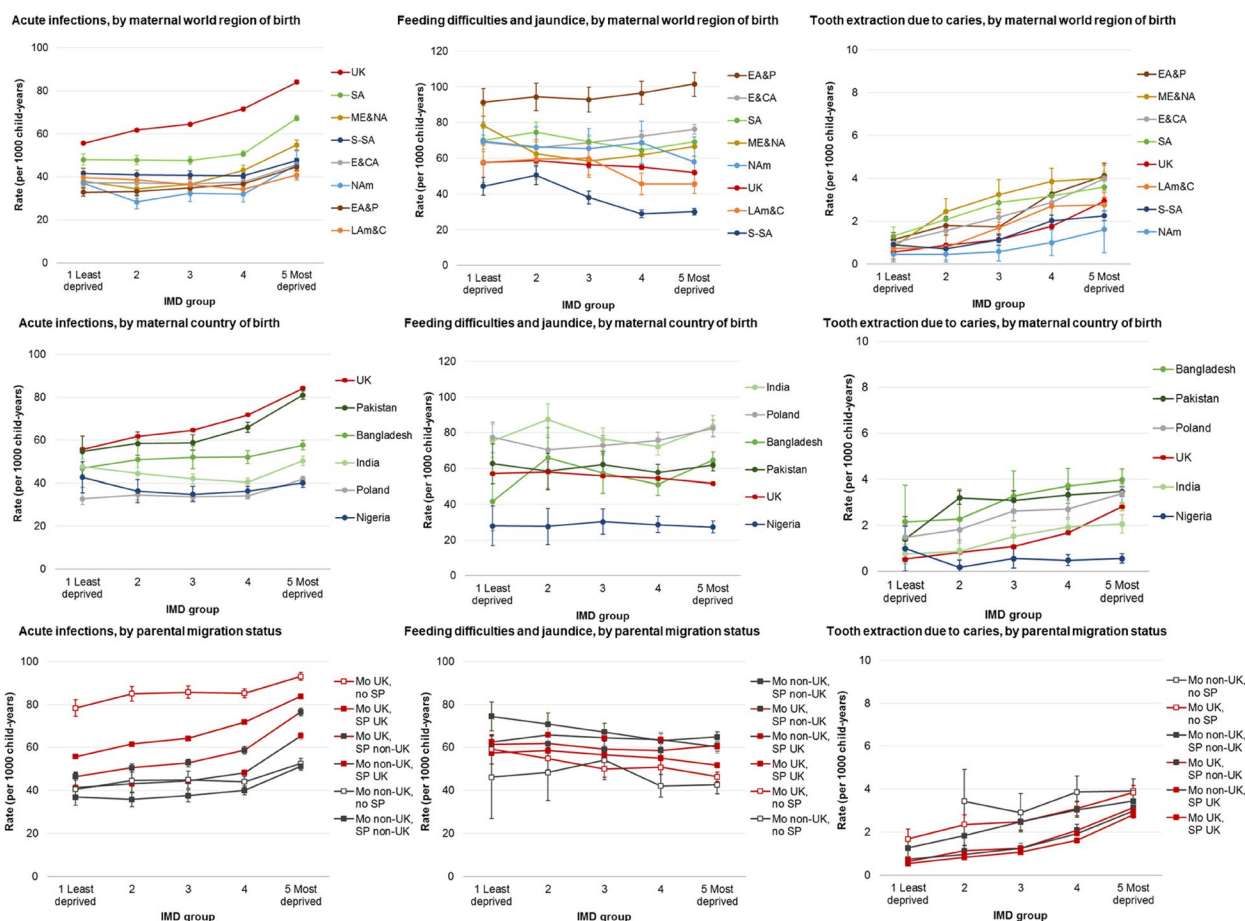 Acute infections, by maternal world region of birth
Rate (per 1000 child-years)
100
80
60
40
20
0
1 Least
deprived
2
3
4
5 Most
deprived
IMD group
UK
SA
ME&NA
S-SA
E&CA
NAm
EA&P
LAm&C
Feeding difficulties and jaundice, by maternal world region of birth
Rate (per 1000 child-years)
120
100
80
60
40
20
0
1 Least
deprived
2
3
4
5 Most
deprived
IMD group
EA&P
E&CA
SA
ME&NA
NAm
UK
LAm&C
S-SA
Tooth extraction due to caries, by maternal world region of birth
Rate (per 1000 child-years)
10
8
6
4
2
0
1 Least
deprived
2
3
4
5 Most
deprived
IMD group
EA&P
ME&NA
E&CA
SA
UK
LAm&C
S-SA
NAm
Acute infections, by maternal country of birth
Rate (per 1000 child-years)
100
80
60
40
20
0
1 Least
deprived
2
3
4
5 Most
deprived
IMD group
UK
Pakistan
Bangladesh
India
Poland
Nigeria
Feeding difficulties and jaundice, by maternal country of birth
Rate (per 1000 child-years)
120
100
80
60
40
20
0
1 Least
deprived
2
3
4
5 Most
deprived
IMD group
India
Poland
Bangladesh
Pakistan
UK
Nigeria
Tooth extraction due to caries, by maternal country of birth
Rate (per 1000 child-years)
10
8
6
4
2
0
1 Least
deprived
2
3
4
5 Most
deprived
IMD group
Bangladesh
Pakistan
Poland
UK
India
Nigeria
Acute infections, by parental migration status
Rate (per 1000 child-years)
100
80
60
40
20
0
1 Least
deprived
2
3
4
5 Most
deprived
IMD group
Mo UK,
no SP
Mo UK,
SP UK
Mo UK,
SP non-UK
Mo non-UK,
SP UK
Mo non-UK,
no SP
Mo non-UK,
SP non-UK
Feeding difficulties and jaundice, by parental migration status
Rate (per 1000 child-years)
100
80
60
40
20
0
1 Least
deprived
2
3
4
5 Most
deprived
IMD group
Mo non-UK,
SP non-UK
Mo UK,
SP non-UK
Mo non-UK,
SP UK
Mo UK,
SP UK
Mo UK,
no SP
Mo non-UK,
no SP
Tooth extraction due to caries, by parental migration status
Rate (per 1000 child-years)
10
8
6
4
2
0
1 Least
deprived
2
3
4
5 Most
deprived
IMD group
Mo non-UK,
no SP
Mo UK,
no SP
Mo non-UK,
SP non-UK
Mo UK,
SP non-UK
Mo non-UK,
SP UK
Mo UK,
SP UK